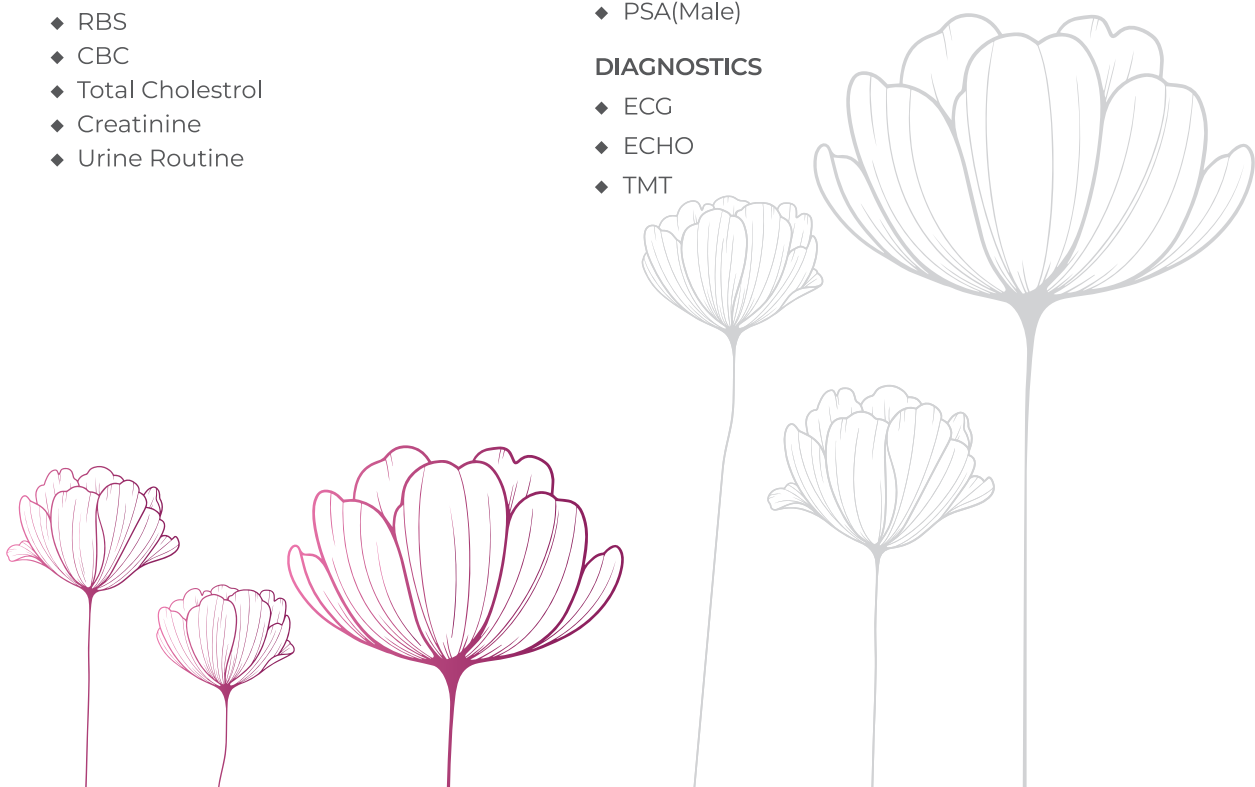 ◆ RBS
◆ CBC
◆ Total Cholestrol
◆ Creatinine
◆ Urine Routine
◆ PSA(Male)
DIAGNOSTICS
◆ ECG
◆ ECHO
◆ TMT